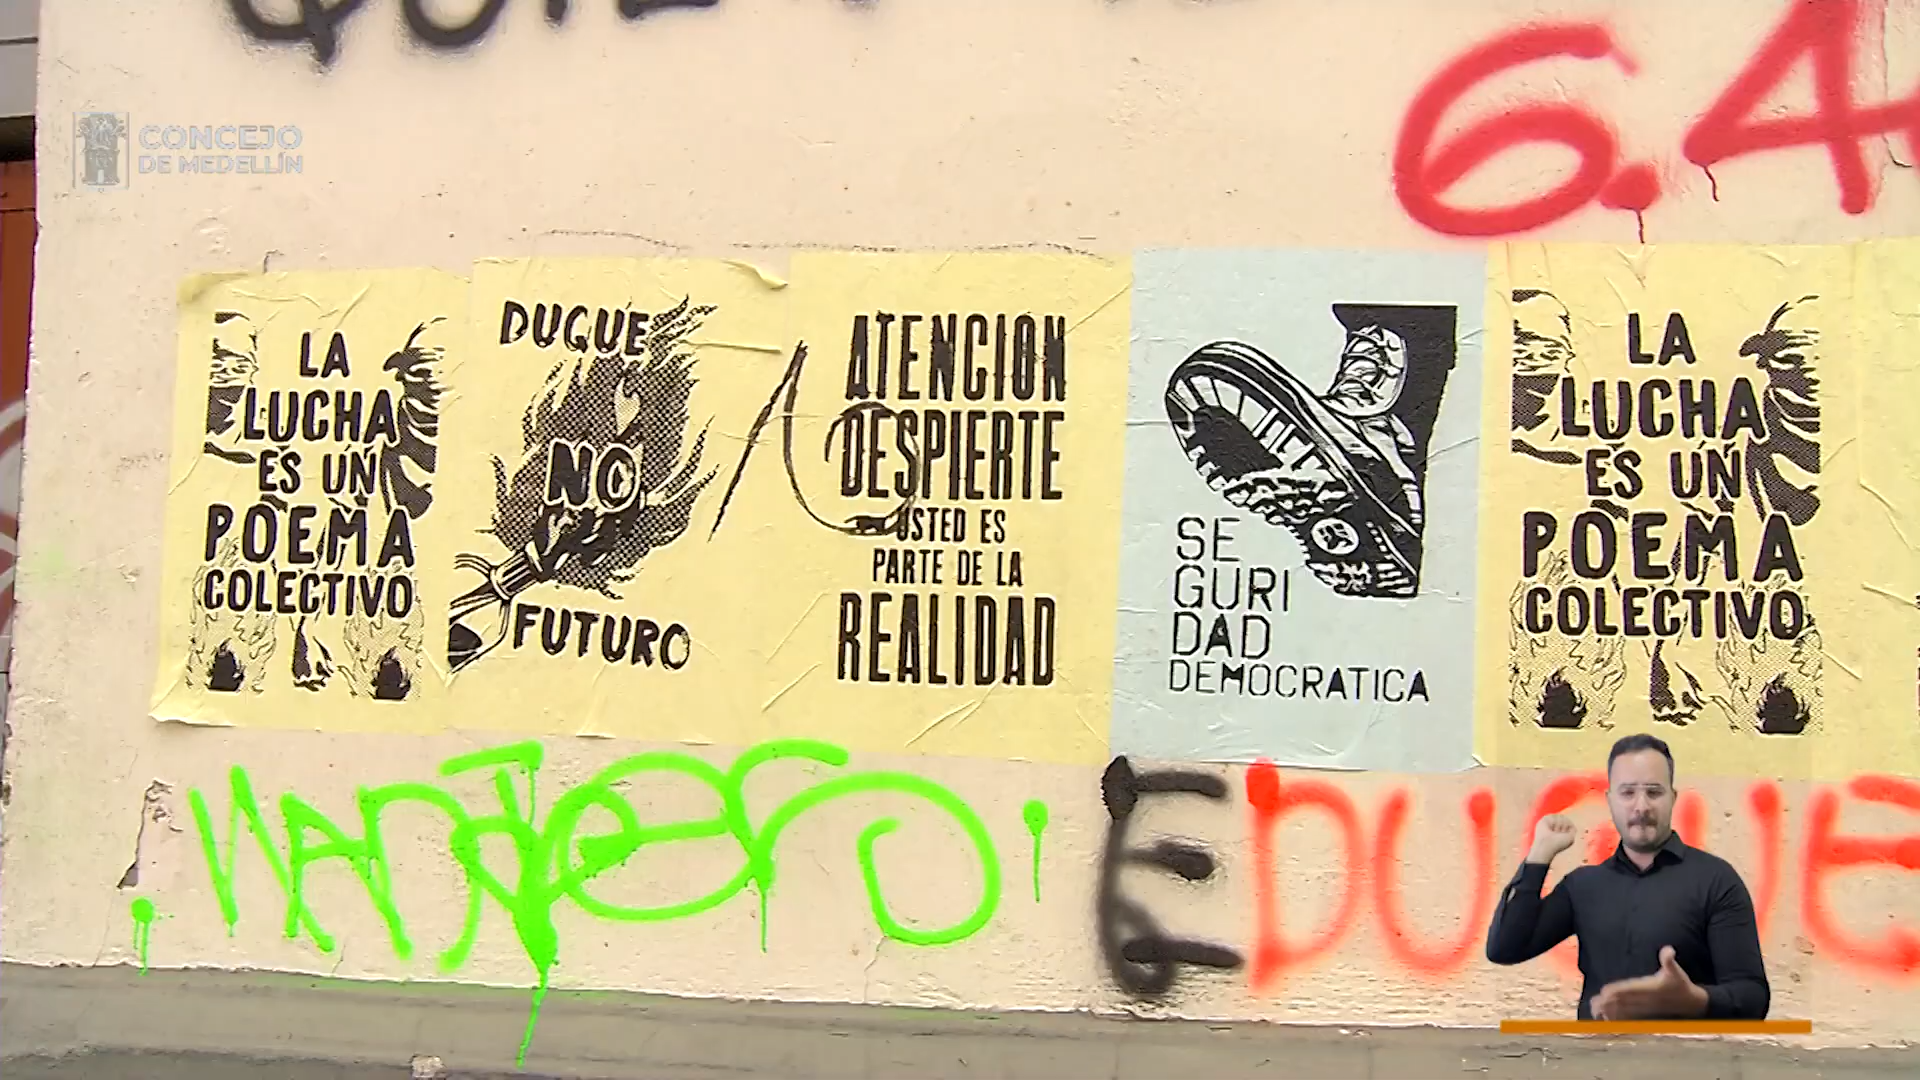 6.4
CONCEJO
DE MEDELLÍN
LA
LUCHA
ES UN
POEMA
COLECTIVO
DUQUE
NO
FUTURO
ATENCION
DESPIERTE
USTED ES
PARTE DE LA
REALIDAD
SE
GURI
DAD
DEMOCRATICA
LA
LUCHA
ES UN
POEMA
COLECTIVO
E
DUQUE